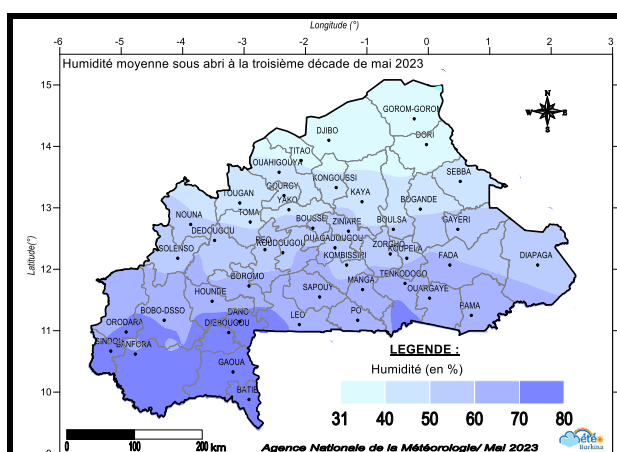 Longitude (°)
-6 -5 -4 -3 -2 -1 0 1 2 3
Humidité moyenne sous abri à la troisième décade de mai 2023
15
GOROM-GOROM
N
W E
S
DJIBO
14
DORI
TITAO
OUAHIGOUYA
SEBBA
KONGOUSSI
GOURCY
KAYA
TOUGAN
YAKO
BOGANDE
13
TOMA
NOUNA
BOUSSE
ZINIARE
BOULSA
GAYERI
DEDOUGOU
OUAGADOUGOU
ZORGHO
SOLENSO
REO
KOUDOUGOU
KOUPELA
KOMBISSIRI
FADA
DIAPAGA
Latitude(°)
12
BOROMO
TENKODOGO
HOUNDE
SAPOUY
MANGA
OUARGAYE
BOBO-DSSO
DANO
LEO
PO
PAMA
ORODARA
DIEBOUGOU
11
SINDOU
BANFORA
LEGENDE :
GAOUA
Humidité (en %)
10
BATIE
31 40 50 60 70 80
0 100 200 km
Météo
Burkina
Agence Nationale de la Météorologie/ Mai 2023
9